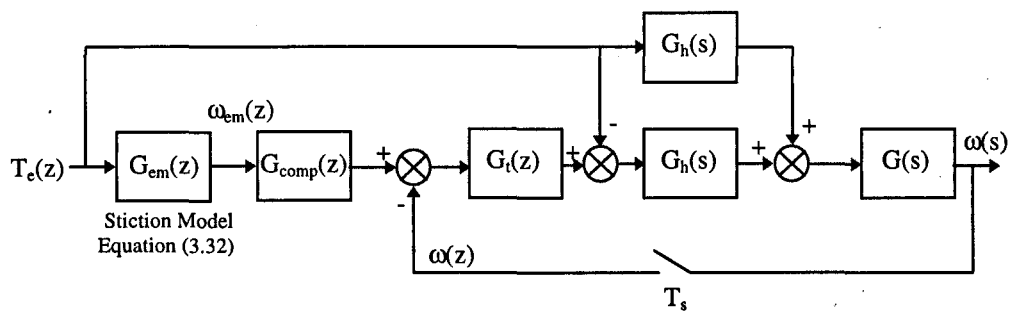 G_h(s)
+
-
ω_em(z)
T_e(z)
G_em(z)
G_comp(z)
+
-
G_t(z)
+
G_h(s)
+
G(s)
ω(s)
Stiction Model
Equation (3.32)
ω(z)
T_s